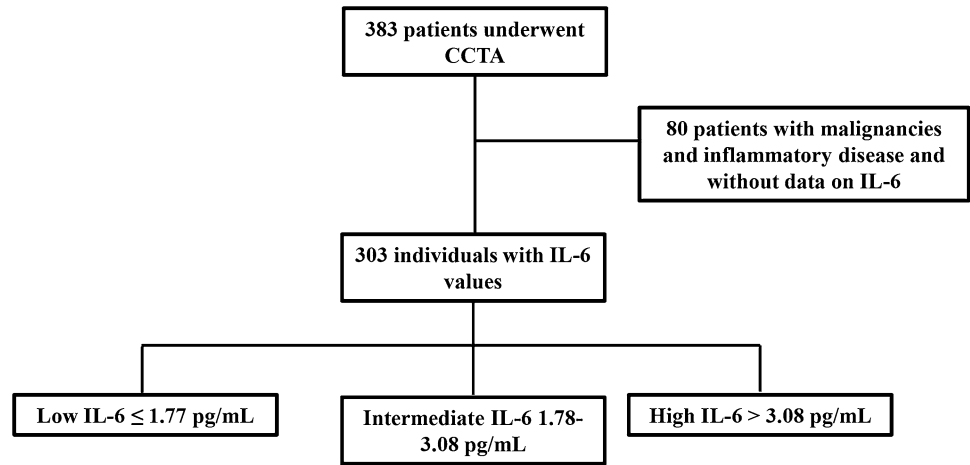 383 patients underwent
CCTA
80 patients with malignancies
and inflammatory disease and
without data on IL-6
303 individuals with IL-6
values
Low IL-6 ≤ 1.77 pg/mL
Intermediate IL-6 1.78-
3.08 pg/mL
High IL-6 > 3.08 pg/mL